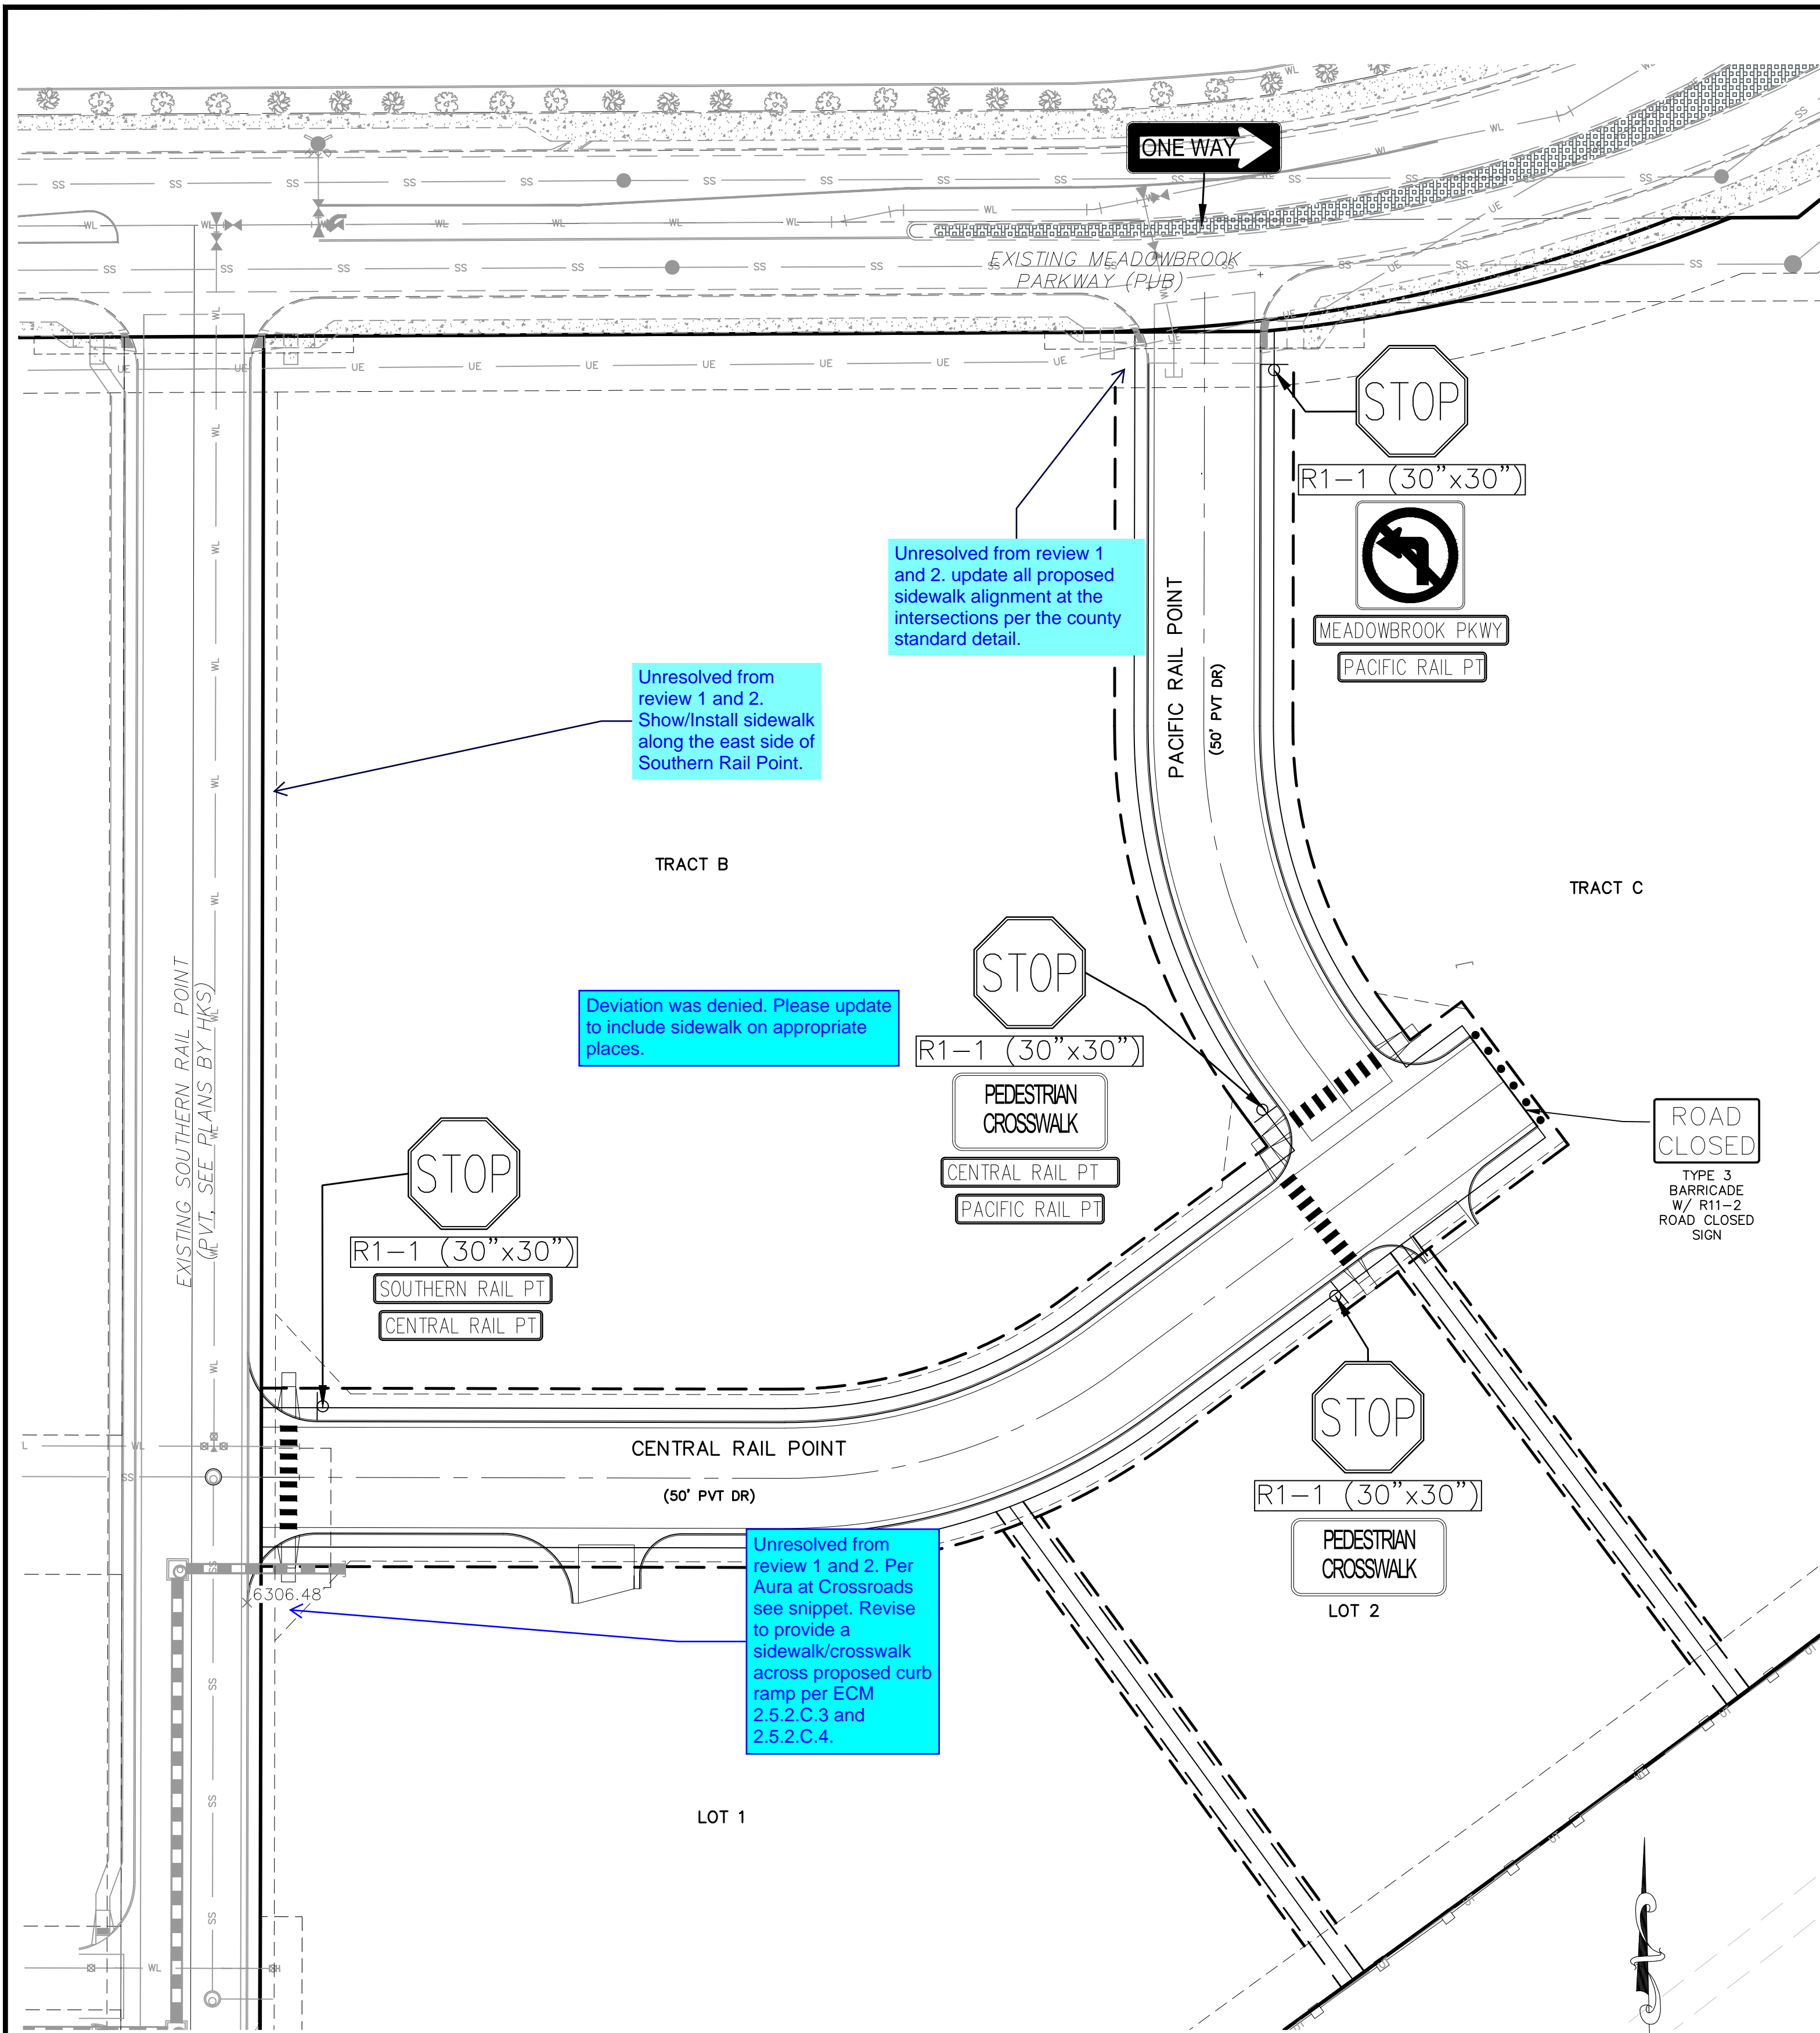 ONE WAY
EXISTING MEADOWBROOK
PARKWAY (PUB)
STOP
R1-1 (30"x30")
MEADOWBROOK PKWY
PACIFIC RAIL PT
Unresolved from review 1
and 2. update all proposed
sidewalk alignment at the
intersections per the county
standard detail.
PACIFIC RAIL POINT
(50' PVT DR)
Unresolved from
review 1 and 2.
Show/Install sidewalk
along the east side of
Southern Rail Point.
TRACT B
TRACT C
EXISTING SOUTHERN RAIL POINT
(PVT, SEE PLANS BY HKS)
Deviation was denied. Please update
to include sidewalk on appropriate
places.
STOP
R1-1 (30"x30")
PEDESTRIAN
CROSSWALK
CENTRAL RAIL PT
PACIFIC RAIL PT
ROAD
CLOSED
TYPE 3
BARRICADE
W/ R11-2
ROAD CLOSED
SIGN
STOP
R1-1 (30"x30")
SOUTHERN RAIL PT
CENTRAL RAIL PT
CENTRAL RAIL POINT
(50' PVT DR)
STOP
R1-1 (30"x30")
PEDESTRIAN
CROSSWALK
LOT 2
6306.48
Unresolved from
review 1 and 2. Per
Aura at Crossroads
see snippet. Revise
to provide a
sidewalk/crosswalk
across proposed curb
ramp per ECM
2.5.2.C.3 and
2.5.2.C.4.
LOT 1